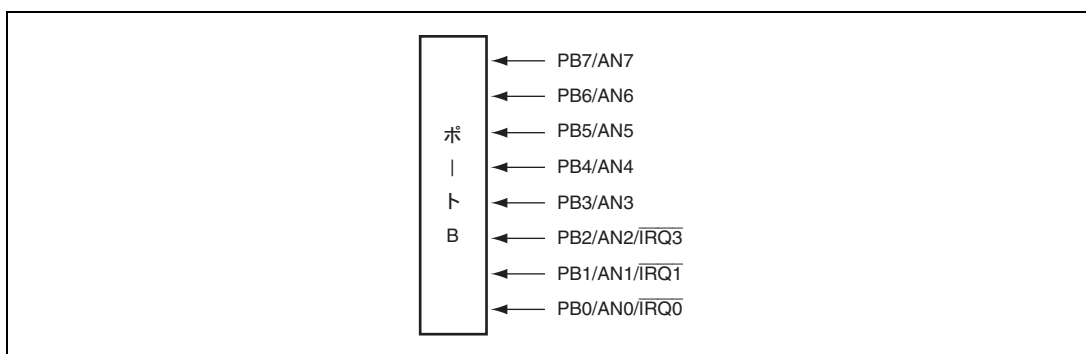 ポートB
PB7/AN7
PB6/AN6
PB5/AN5
PB4/AN4
PB3/AN3
PB2/AN2/IRQ3
PB1/AN1/IRQ1
PB0/AN0/IRQ0